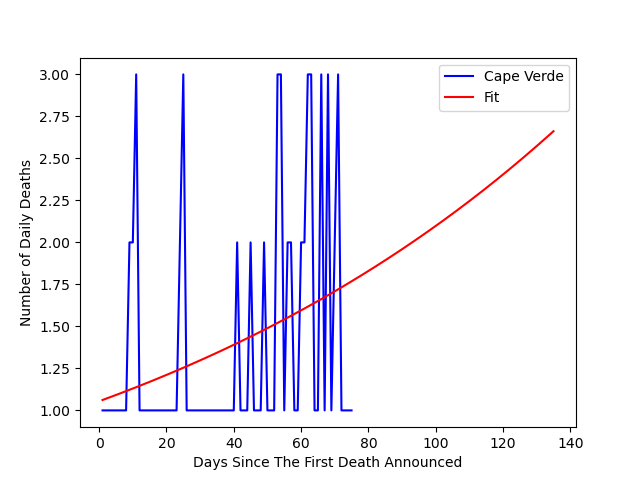 3.00
2.75
2.50
2.25
2.00
1.75
1.50
1.25
1.00
Number of Daily Deaths
Cape Verde
Fit
0 20 40 60 80 100 120 140
Days Since The First Death Announced